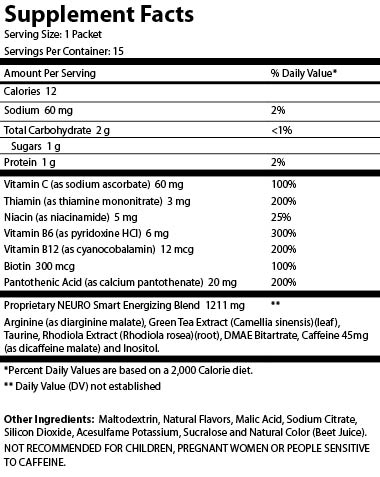 Supplement Facts
Serving Size: 1 Packet
Servings Per Container: 15
Amount Per Serving % Daily Value*
Calories 12
Sodium 60 mg 2%
Total Carbohydrate 2 g <1%
Sugars 1 g
Protein 1 g 2%
Vitamin C (as sodium ascorbate) 60 mg 100%
Thiamin (as thiamine mononitrate) 3 mg 200%
Niacin (as niacinamide) 5 mg 25%
Vitamin B6 (as pyridoxine HCl) 6 mg 300%
Vitamin B12 (as cyanocobalamin) 12 mcg 200%
Biotin 300 mcg 100%
Pantothenic Acid (as calcium pantothenate) 20 mg 200%
Proprietary NEURO Smart Energizing Blend 1211 mg **
Arginine (as diarginine malate), Green Tea Extract (Camellia sinensis)(leaf),
Taurine, Rhodiola Extract (Rhodiola rosea)(root), DMAE Bitartrate, Caffeine 45mg
(as dicaffeine malate) and Inositol.
*Percent Daily Values are based on a 2,000 Calorie diet.
** Daily Value (DV) not established
Other Ingredients: Maltodextrin, Natural Flavors, Malic Acid, Sodium Citrate,
Silicon Dioxide, Acesulfame Potassium, Sucralose and Natural Color (Beet Juice).
NOT RECOMMENDED FOR CHILDREN, PREGNANT WOMEN OR PEOPLE SENSITIVE
TO CAFFEINE.